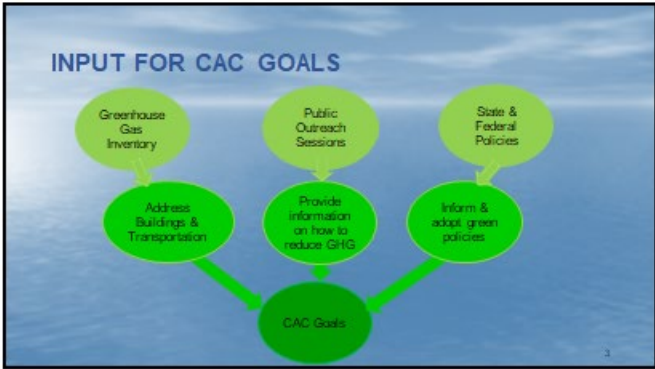 INPUT FOR CAC GOALS
Greenhouse
Gas
Inventory
Public
Outreach
Sessions
State &
Federal
Policies
Address
Buildings &
Transportation
Provide
information
on how to
reduce GHG
Inform &
adopt green
policies
CAC Goals
3